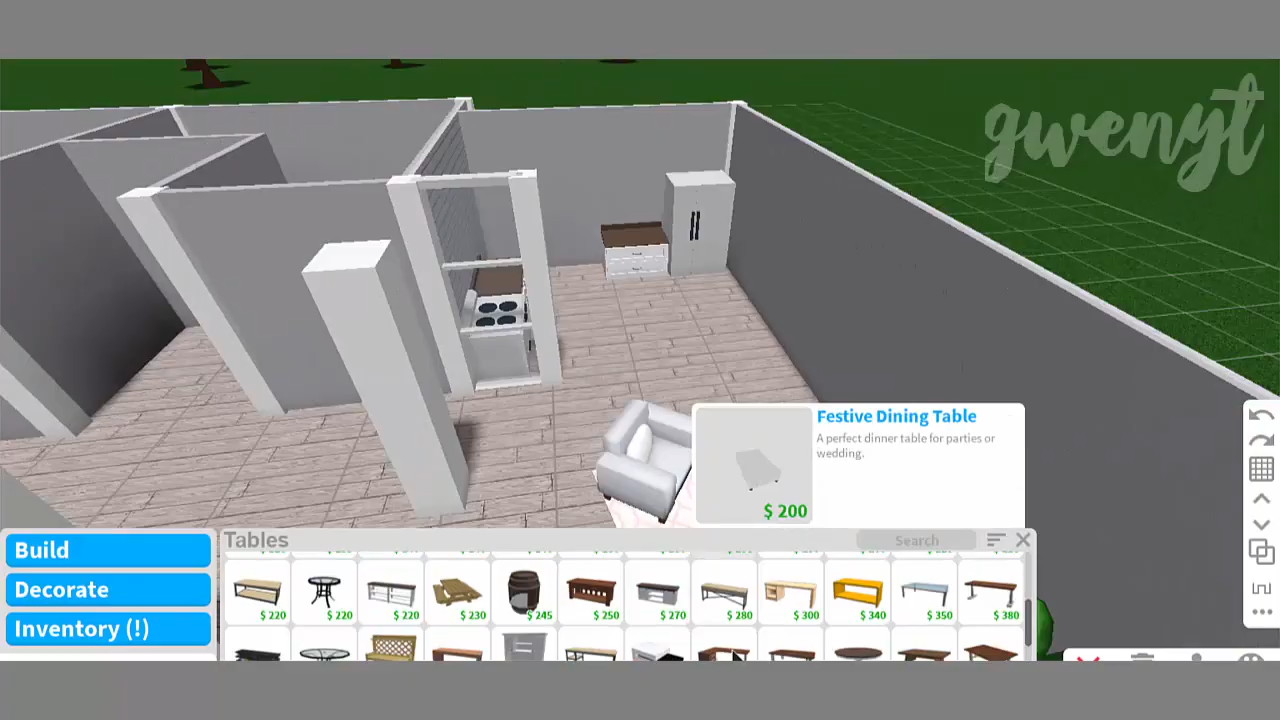 gwenyt
Festive Dining Table
A perfect dinner table for parties or
wedding.
$ 200
Build
Decorate
Inventory (!)
Tables
Search
$ 220
$ 220
$ 220
$ 230
$ 245
$ 250
$ 270
$ 280
$ 300
$ 340
$ 350
$ 380